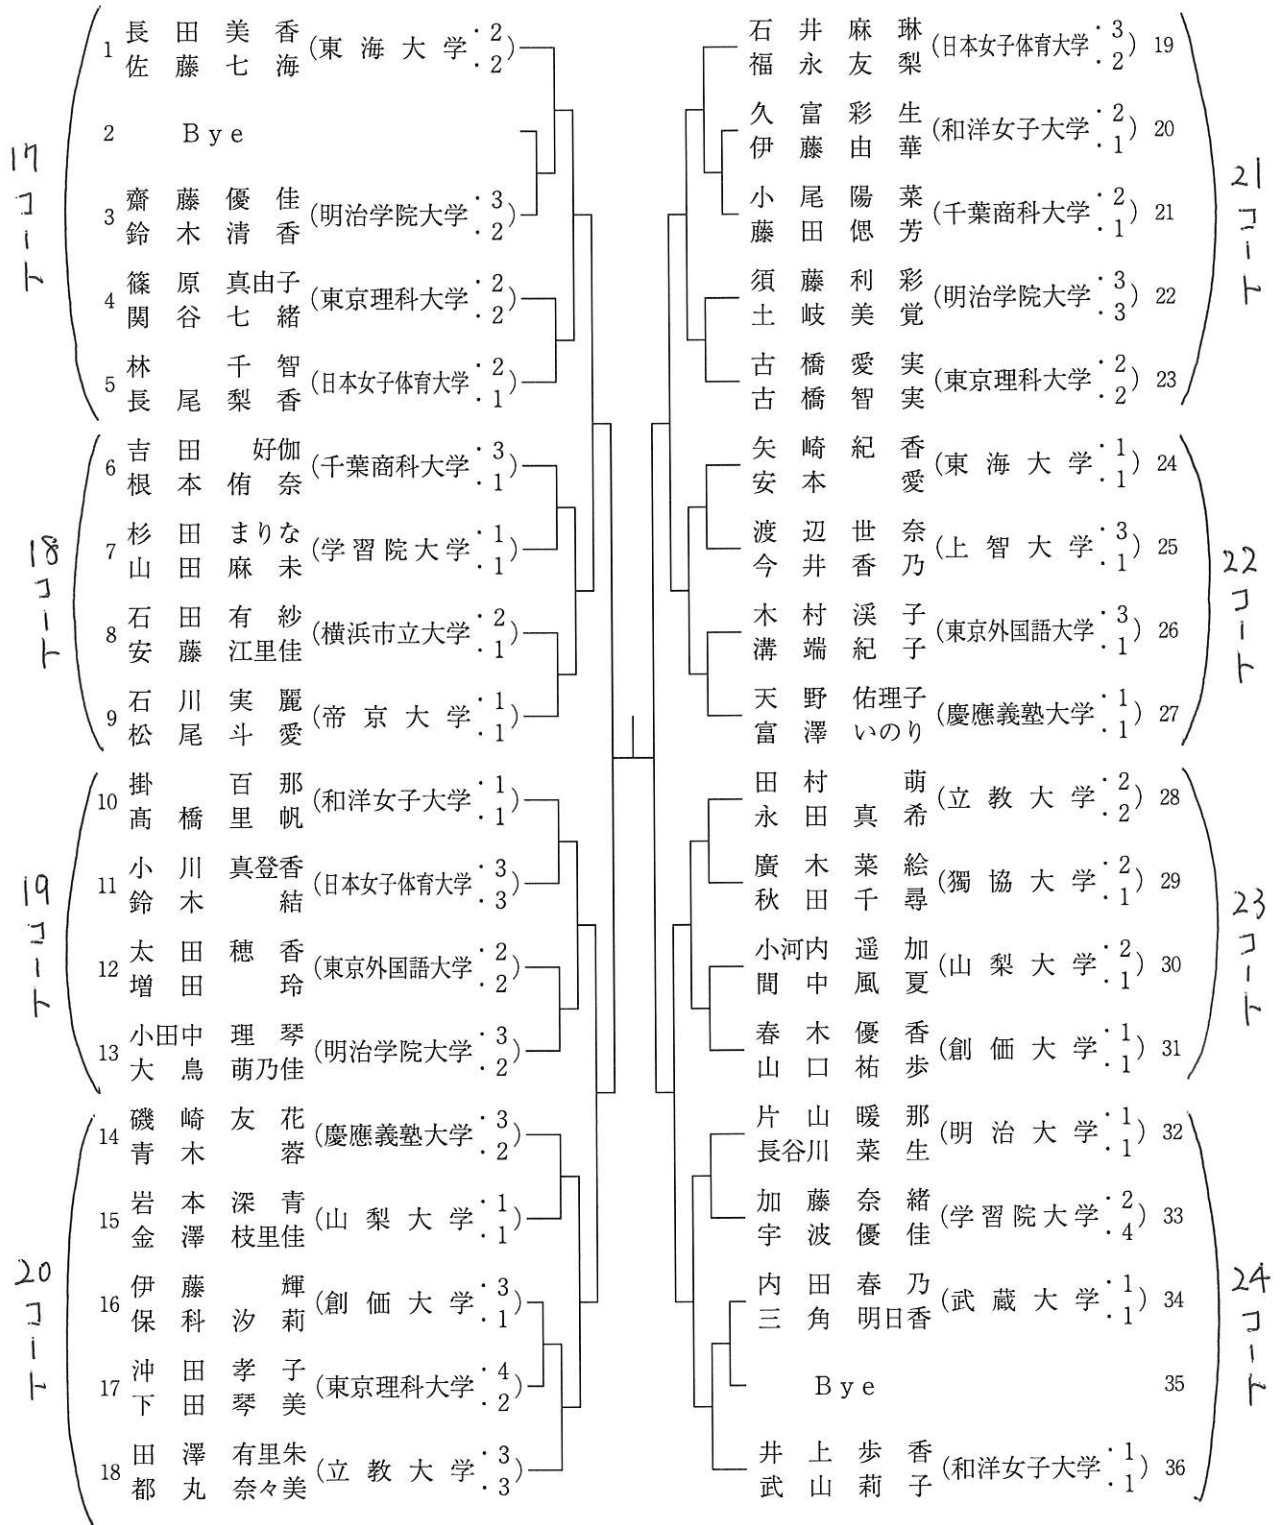 17コート
1 長田美香 (東海大学・2)
佐藤七海 ・2
2 Bye
3 齋藤優佳 (明治学院大学・3)
鈴木清香 ・2
4 篠原真由子 (東京理科大学・2)
関谷七緒 ・2
5 林千智 (日本女子体育大学・2)
長尾梨香 ・1
18コート
6 吉田好伽 (千葉商科大学・3)
根本侑奈 ・1
7 杉田まりな (学習院大学・1)
山田麻未 ・1
8 石田有紗 (横浜市立大学・2)
安藤江里佳 ・1
9 石川実麗 (帝京大学・1)
松尾斗愛 ・1
19コート
10 掛百那 (和洋女子大学・1)
髙橋里帆 ・1
11 小川真登香 (日本女子体育大学・3)
鈴木結 ・3
12 太田穂香 (東京外国語大学・2)
増田玲 ・2
13 小田中理琴 (明治学院大学・3)
大鳥萌乃佳 ・2
20コート
14 磯崎友花 (慶應義塾大学・3)
青木蓉 ・2
15 岩本深青 (山梨大学・1)
金澤枝里佳 ・1
16 伊藤輝 (創価大学・3)
保科汐莉 ・1
17 沖田孝子 (東京理科大学・4)
下田琴美 ・2
18 田澤有里朱 (立教大学・3)
都丸奈々美 ・3
石井麻琳 (日本女子体育大学・3) 19
福永友梨 ・2
久富彩生 (和洋女子大学・2) 20
伊藤由華 ・1
小尾陽菜 (千葉商科大学・2) 21
藤田偲芳 ・1
須藤利彩 (明治学院大学・3) 22
土岐美覚 ・3
古橋愛実 (東京理科大学・2) 23
古橋智実 ・2
21コート
矢崎紀香 (東海大学・1) 24
安本愛 ・1
渡辺世奈 (上智大学・3) 25
今井香乃 ・1
木村渓子 (東京外国語大学・3) 26
溝端紀子 ・1
天野佑理子 (慶應義塾大学・1) 27
富澤いのり ・1
22コート
田村萌 (立教大学・2) 28
永田真希 ・2
廣木菜絵 (獨協大学・2) 29
秋田千尋 ・1
小河内遥加 (山梨大学・2) 30
間中風夏 ・1
春木優香 (創価大学・1) 31
山口祐歩 ・1
23コート
片山暖那 (明治大学・1) 32
長谷川菜生 ・1
加藤奈緒 (学習院大学・2) 33
宇波優佳 ・4
内田春乃 (武蔵大学・1) 34
三角明日香 ・1
Bye 35
井上歩香 (和洋女子大学・1) 36
武山莉子 ・1
24コート